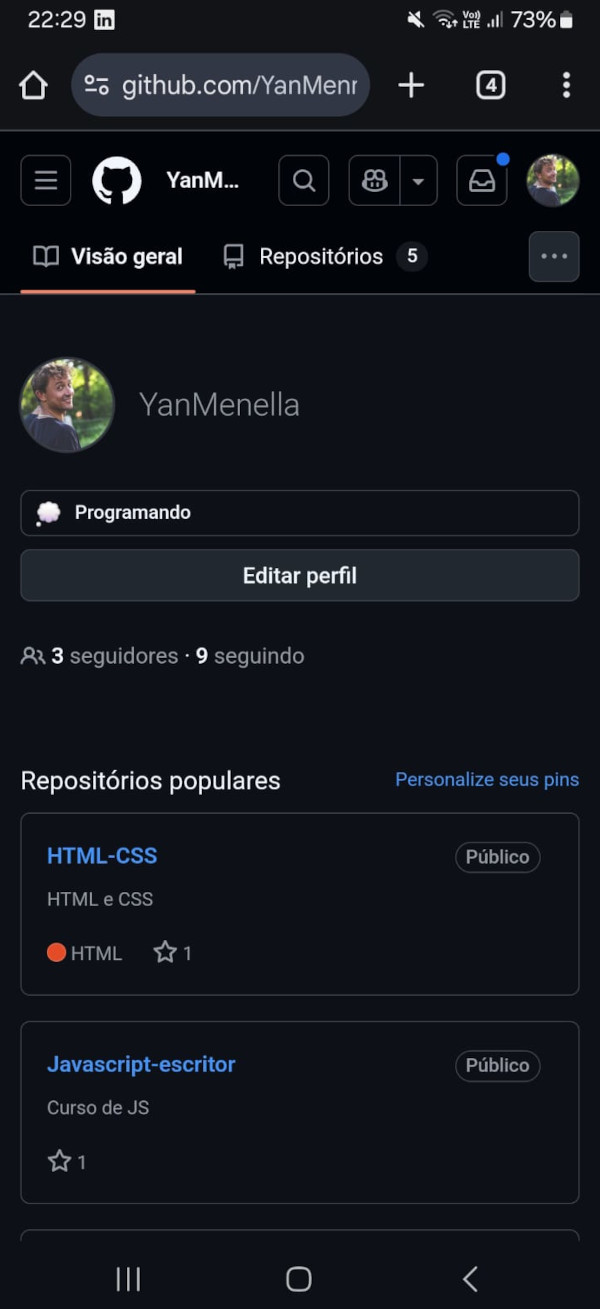 22:29 in Vo)) LTE 73%
github.com/YanMenr 4
YanM...
Visão geral Repositórios 5
YanMenella
Programando
Editar perfil
3 seguidores · 9 seguindo
Repositórios populares Personalize seus pins
HTML-CSS Público
HTML e CSS
HTML 1
Javascript-escritor Público
Curso de JS
1